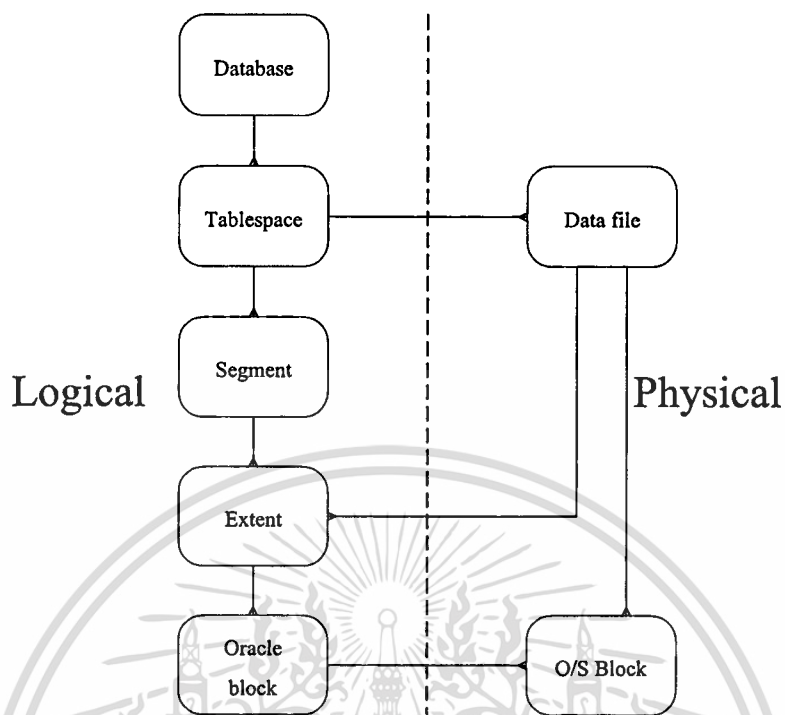 Database
Tablespace
Data file
Segment
Logical
Physical
Extent
Oracle
block
O/S Block